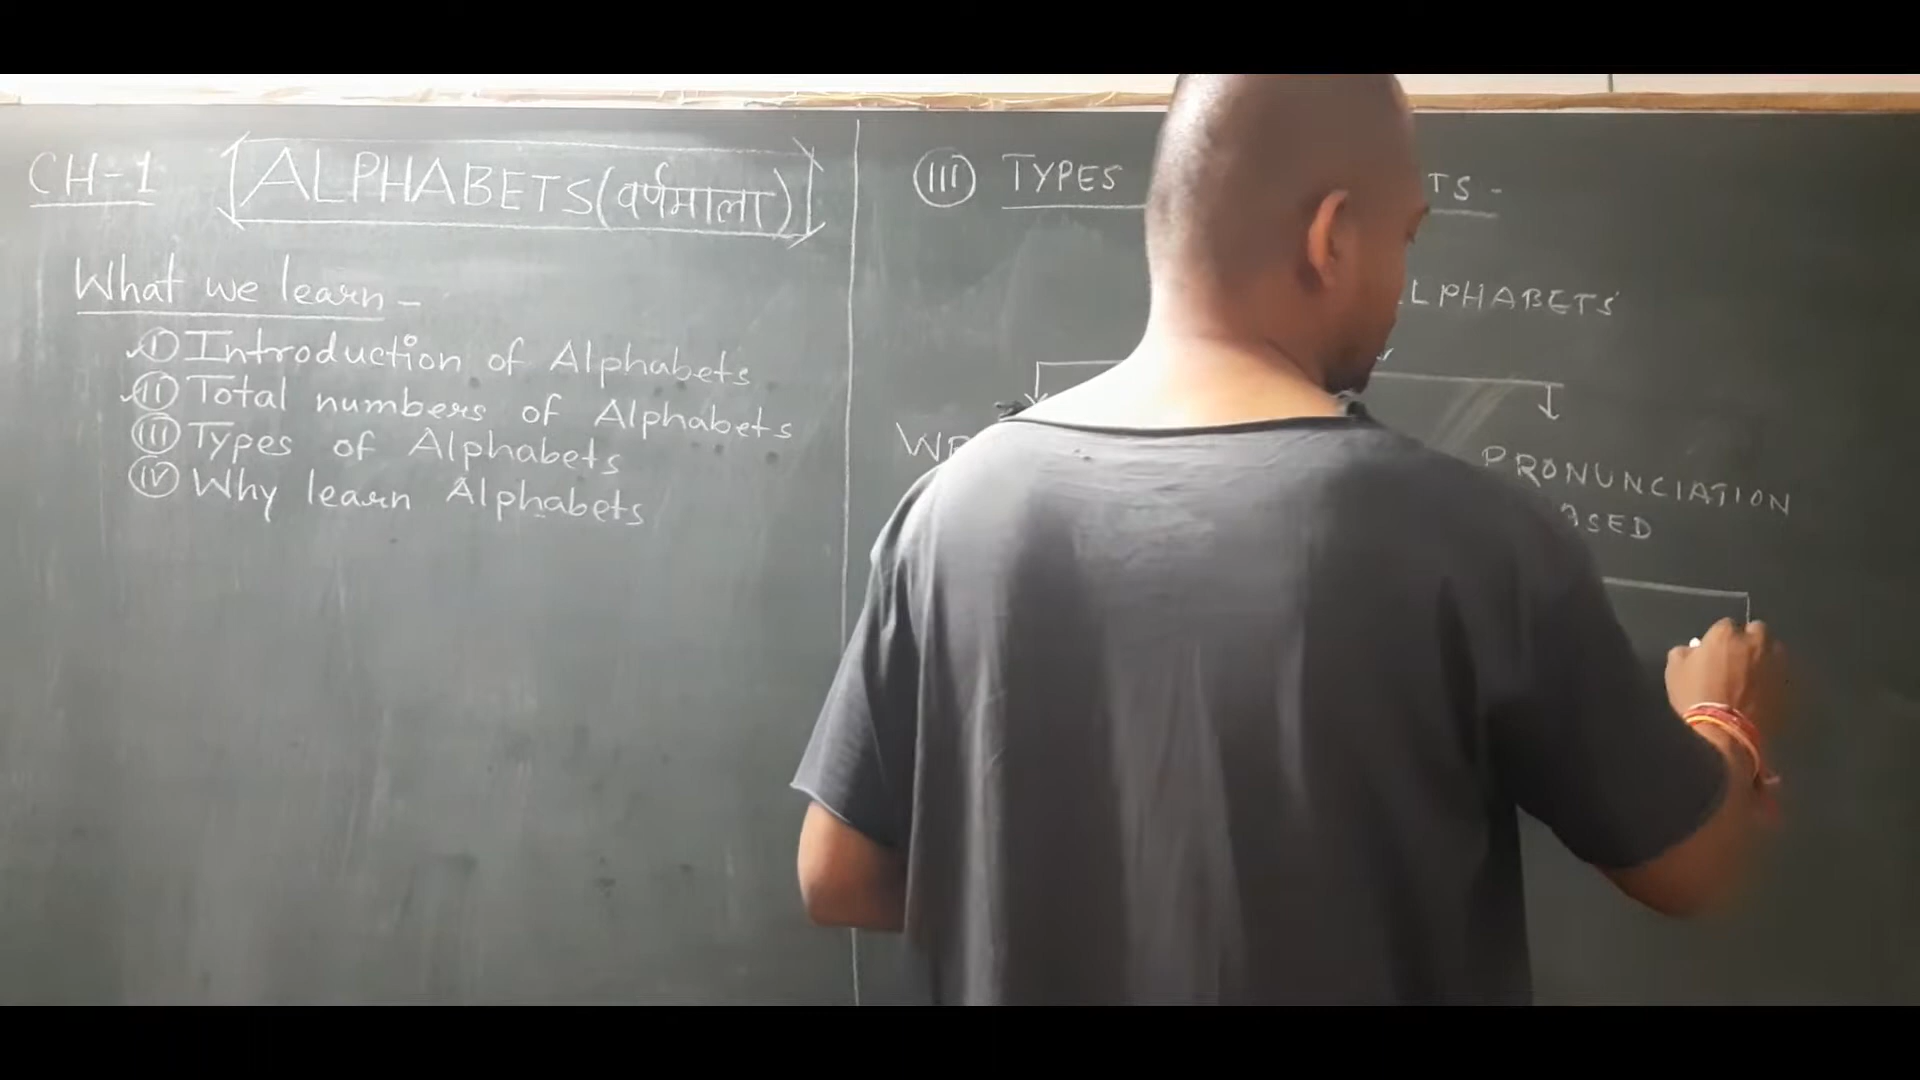 CH-1 ALPHABETS (वर्णमाला)
What we learn -
(I) Introduction of Alphabets
(II) Total numbers of Alphabets
(III) Types of Alphabets
(IV) Why learn Alphabets
(III) TYPES TS -
LPHABETS
PRONUNCIATION
ASED